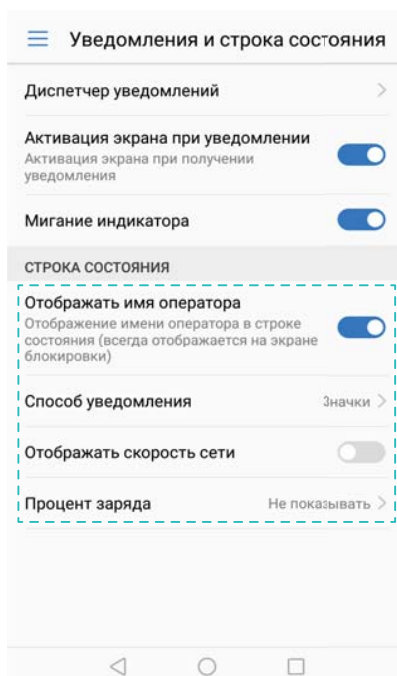 Уведомления и строка состояния
Диспетчер уведомлений
Активация экрана при уведомлении
Активация экрана при получении
уведомления
Мигание индикатора
СТРОКА СОСТОЯНИЯ
Отображать имя оператора
Отображение имени оператора в строке
состояния (всегда отображается на экране
блокировки)
Способ уведомления Значки
Отображать скорость сети
Процент заряда Не показывать